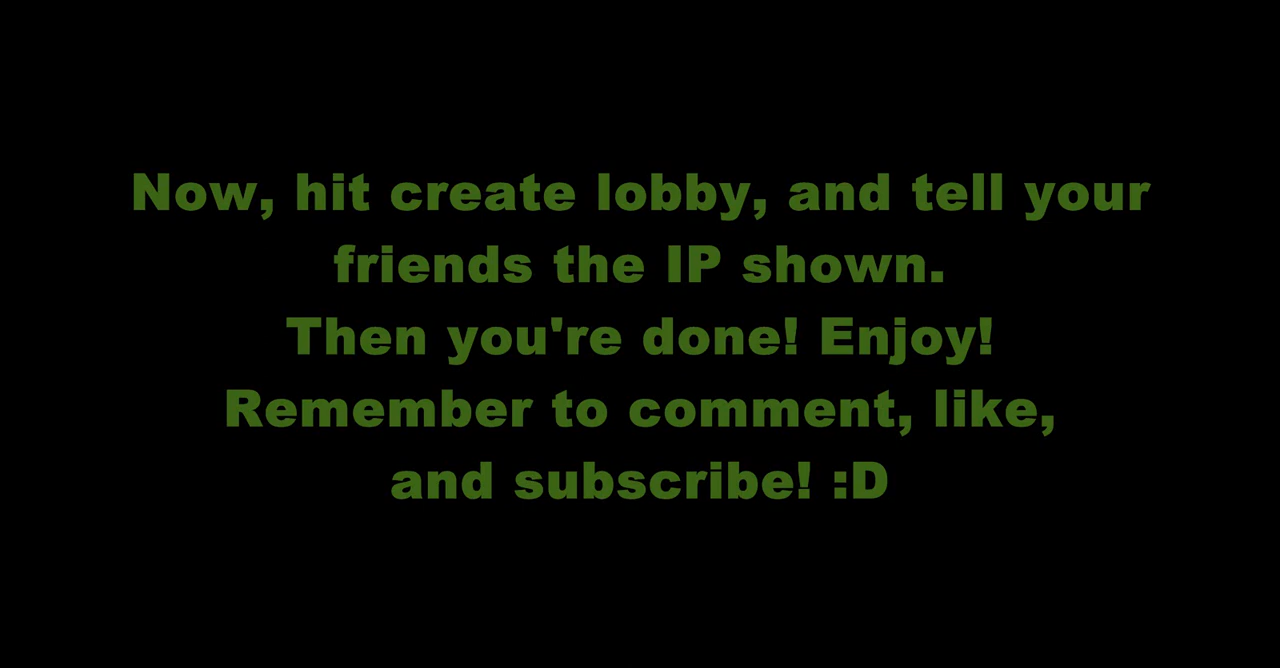 Now, hit create lobby, and tell your
friends the IP shown.
Then you're done! Enjoy!
Remember to comment, like,
and subscribe! :D